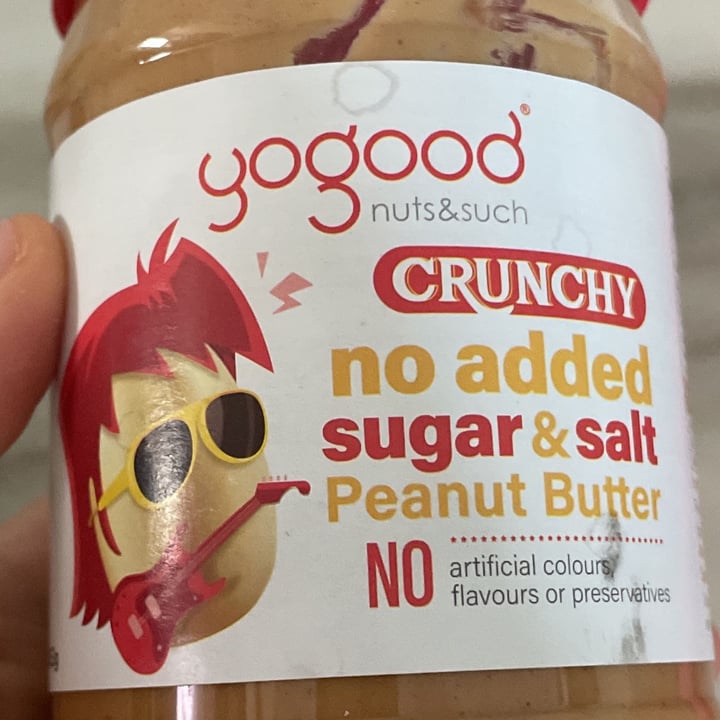 yogood®
nuts&such
CRUNCHY
no added
sugar & salt
Peanut Butter
NO artificial colours,
flavours or preservatives